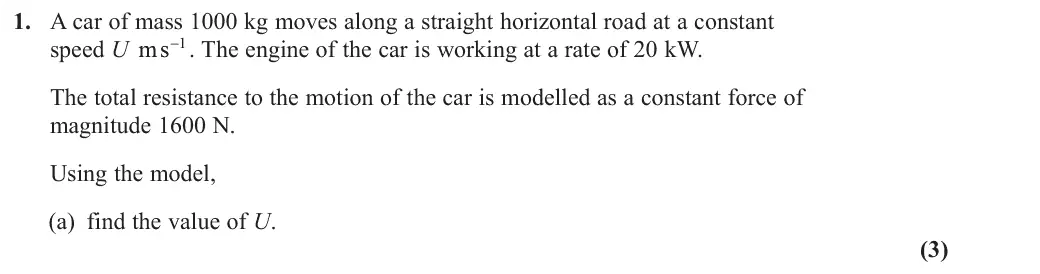 1. A car of mass 1000 kg moves along a straight horizontal road at a constant
speed U m s⁻¹. The engine of the car is working at a rate of 20 kW.
The total resistance to the motion of the car is modelled as a constant force of
magnitude 1600 N.
Using the model,
(a) find the value of U.
(3)